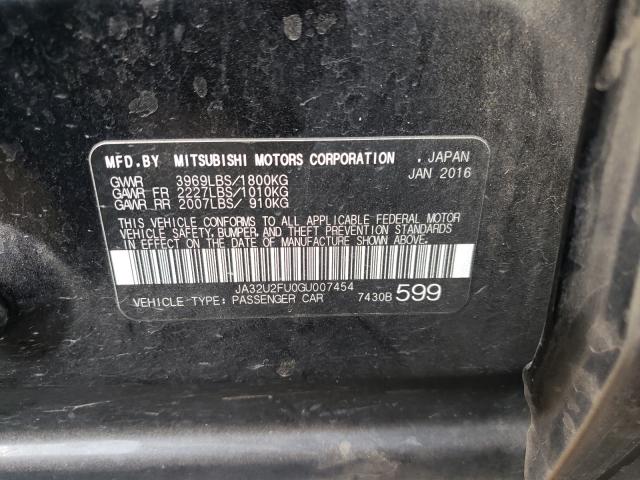 MFD.BY MITSUBISHI MOTORS CORPORATION . JAPAN
GVWR 3969LBS/1800KG JAN 2016
GAWR FR 2227LBS/1010KG
GAWR RR 2007LBS/ 910KG
THIS VEHICLE CONFORMS TO ALL APPLICABLE FEDERAL MOTOR
VEHICLE SAFETY, BUMPER, AND THEFT PREVENTION STANDARDS
IN EFFECT ON THE DATE OF MANUFACTURE SHOWN ABOVE.
JA32U2FU0GU007454
VEHICLE-TYPE: PASSENGER CAR 7430B 599